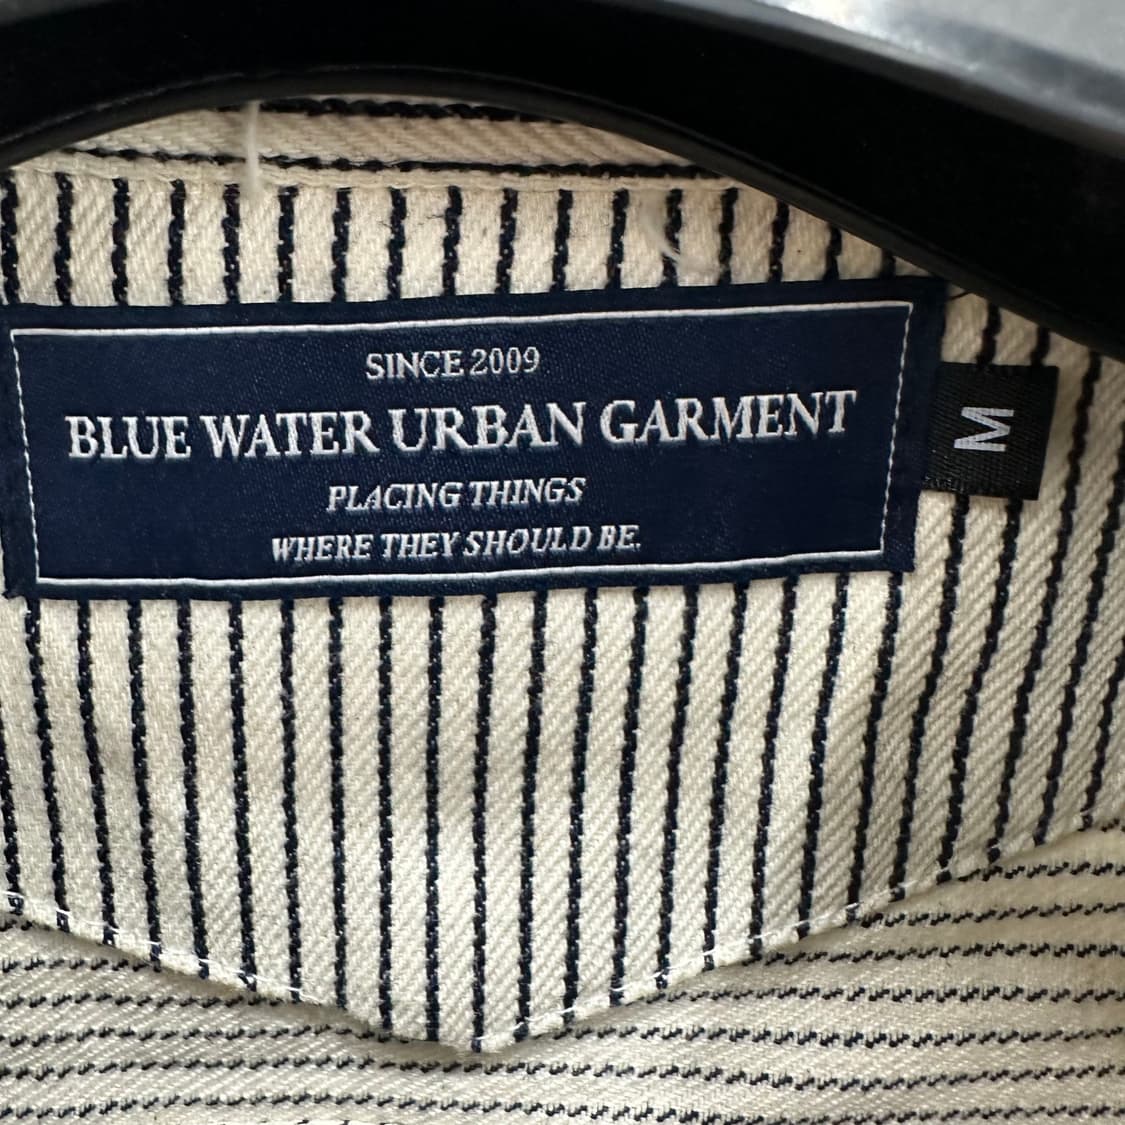 SINCE 2009
BLUE WATER URBAN GARMENT
PLACING THINGS
WHERE THEY SHOULD BE.
M